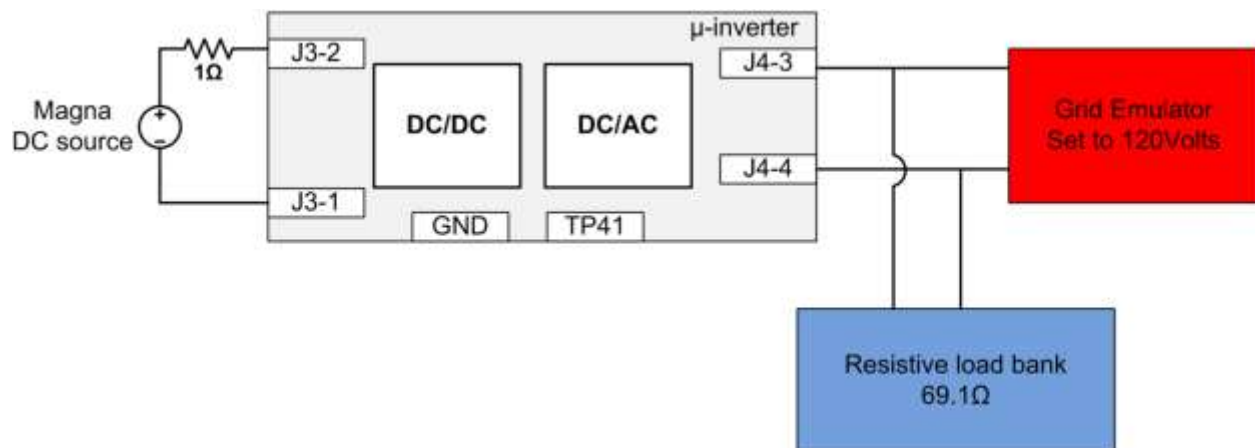 μ-inverter
J3-2
J4-3
1Ω
Magna
DC source
+
−
DC/DC
DC/AC
Grid Emulator
Set to 120Volts
J4-4
J3-1
GND
TP41
Resistive load bank
69.1Ω